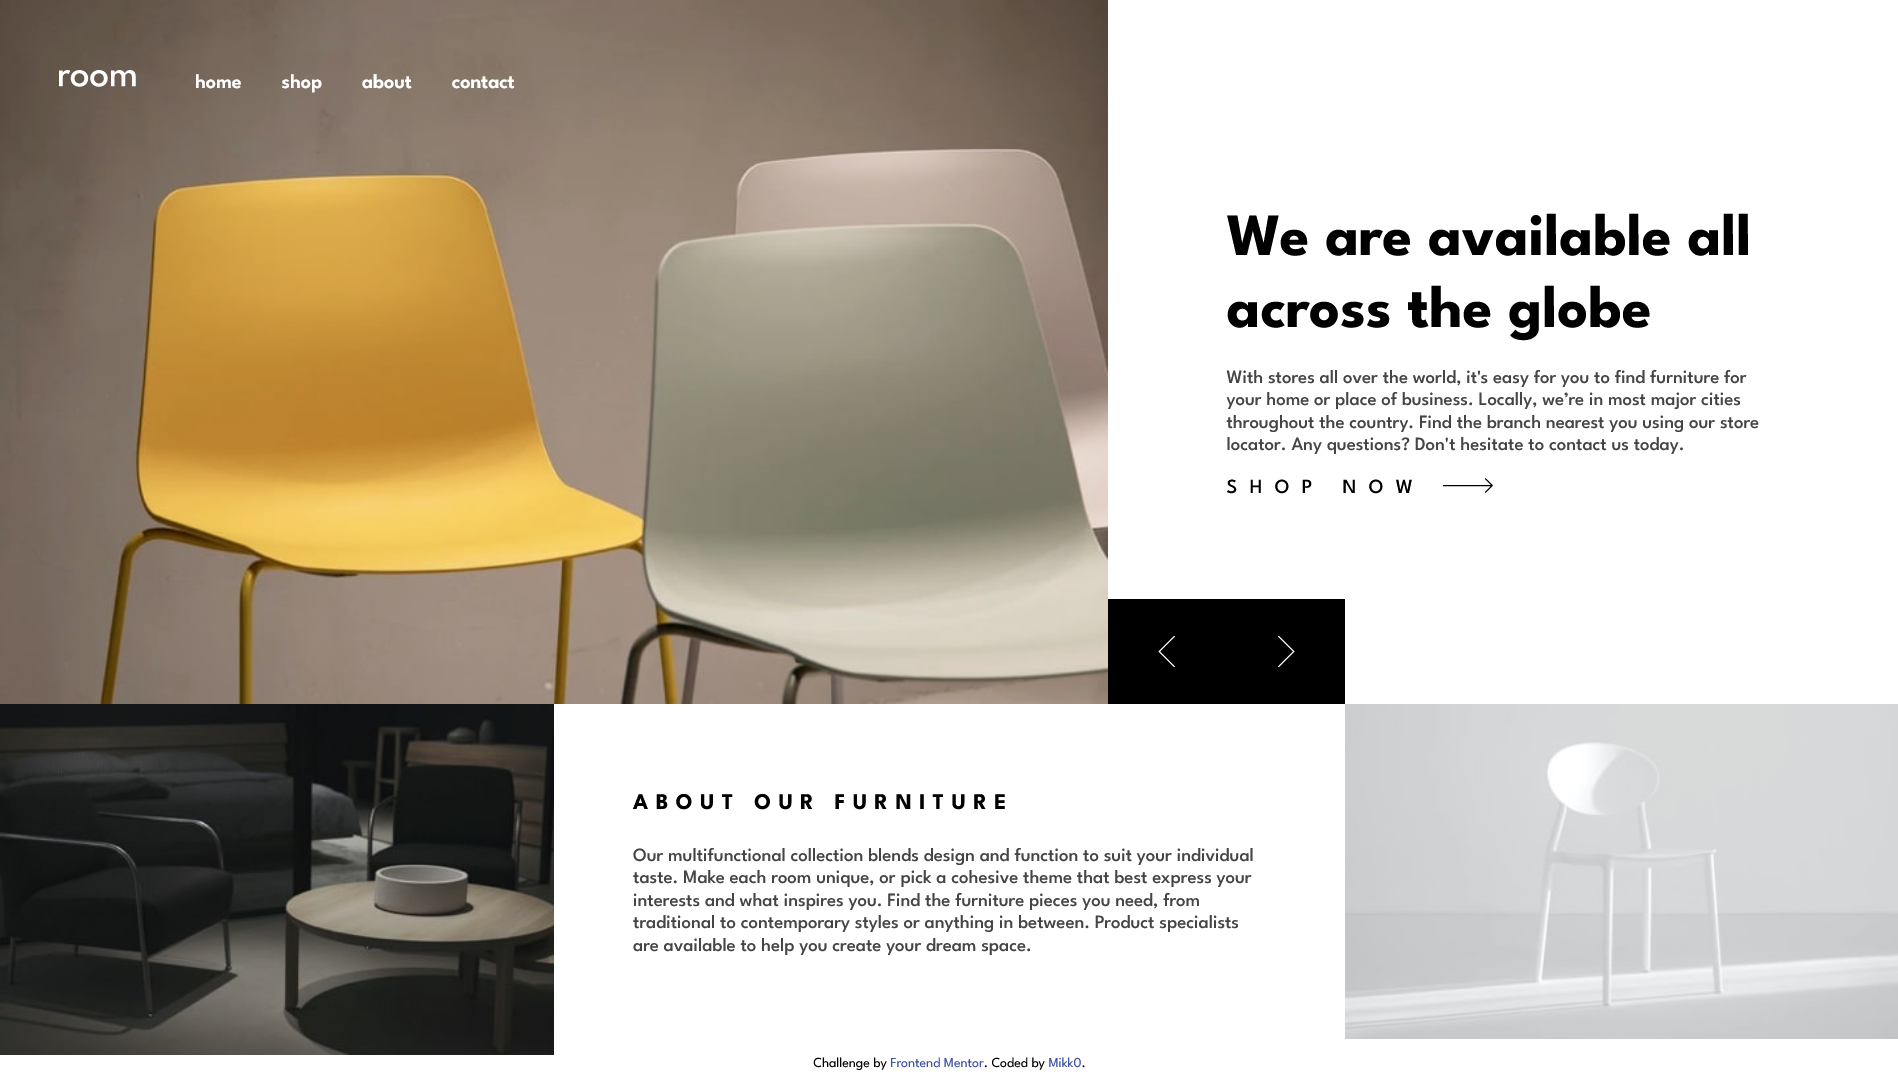 room
home shop about contact
We are available all
across the globe
With stores all over the world, it's easy for you to find furniture for
your home or place of business. Locally, we’re in most major cities
throughout the country. Find the branch nearest you using our store
locator. Any questions? Don't hesitate to contact us today.
SHOP NOW
ABOUT OUR FURNITURE
Our multifunctional collection blends design and function to suit your individual
taste. Make each room unique, or pick a cohesive theme that best express your
interests and what inspires you. Find the furniture pieces you need, from
traditional to contemporary styles or anything in between. Product specialists
are available to help you create your dream space.
Challenge by Frontend Mentor. Coded by Mikk0.